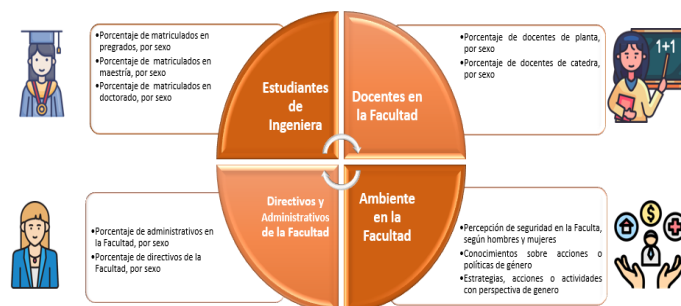 •Porcentaje de matriculados en
pregrados, por sexo
•Porcentaje de matriculados en
maestría, por sexo
•Porcentaje de matriculados en
doctorado, por sexo
Estudiantes
de
Ingeniera
Docentes en
la Facultad
• Porcentaje de docentes de planta,
por sexo
• Porcentaje de docentes de catedra,
por sexo
1+1
•Porcentaje de administrativos en
la Facultad, por sexo
•Porcentaje de directivos de la
Facultad, por sexo
Directivos y
Administrativos
de la Facultad
Ambiente
en la
Facultad
•Percepción de seguridad en la Faculta,
según hombres y mujeres
•Conocimientos sobre acciones o
políticas de género
•Estrategias, acciones o actividades
con perspectiva de genero
$